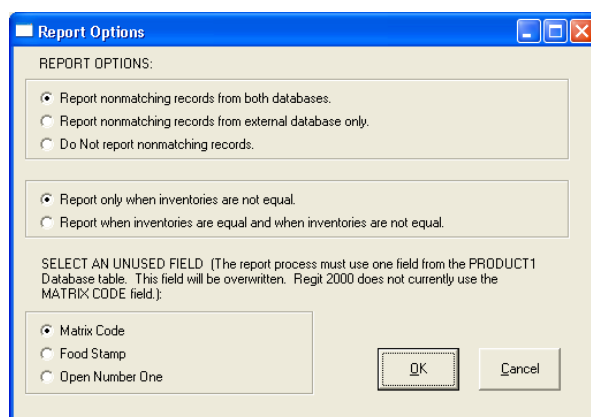 Report Options
REPORT OPTIONS:
Report nonmatching records from both databases.
Report nonmatching records from external database only.
Do Not report nonmatching records.
Report only when inventories are not equal.
Report when inventories are equal and when inventories are not equal.
SELECT AN UNUSED FIELD  (The report process must use one field from the PRODUCT1
Database table.  This field will be overwritten.  Regit 2000 does not currently use the
MATRIX CODE field.):
Matrix Code
Food Stamp
Open Number One
OK
Cancel